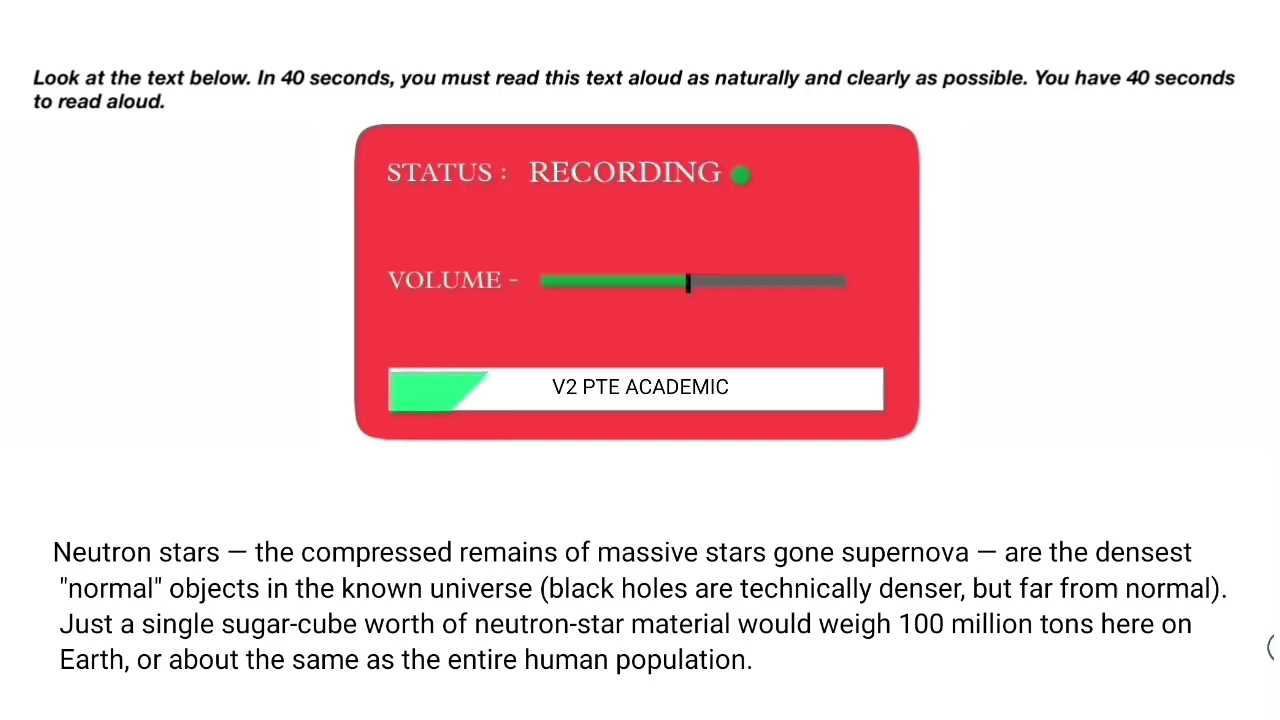 Look at the text below. In 40 seconds, you must read this text aloud as naturally and clearly as possible. You have 40 seconds
to read aloud.
STATUS : RECORDING
VOLUME -
V2 PTE ACADEMIC
Neutron stars — the compressed remains of massive stars gone supernova — are the densest
"normal" objects in the known universe (black holes are technically denser, but far from normal).
Just a single sugar-cube worth of neutron-star material would weigh 100 million tons here on
Earth, or about the same as the entire human population.